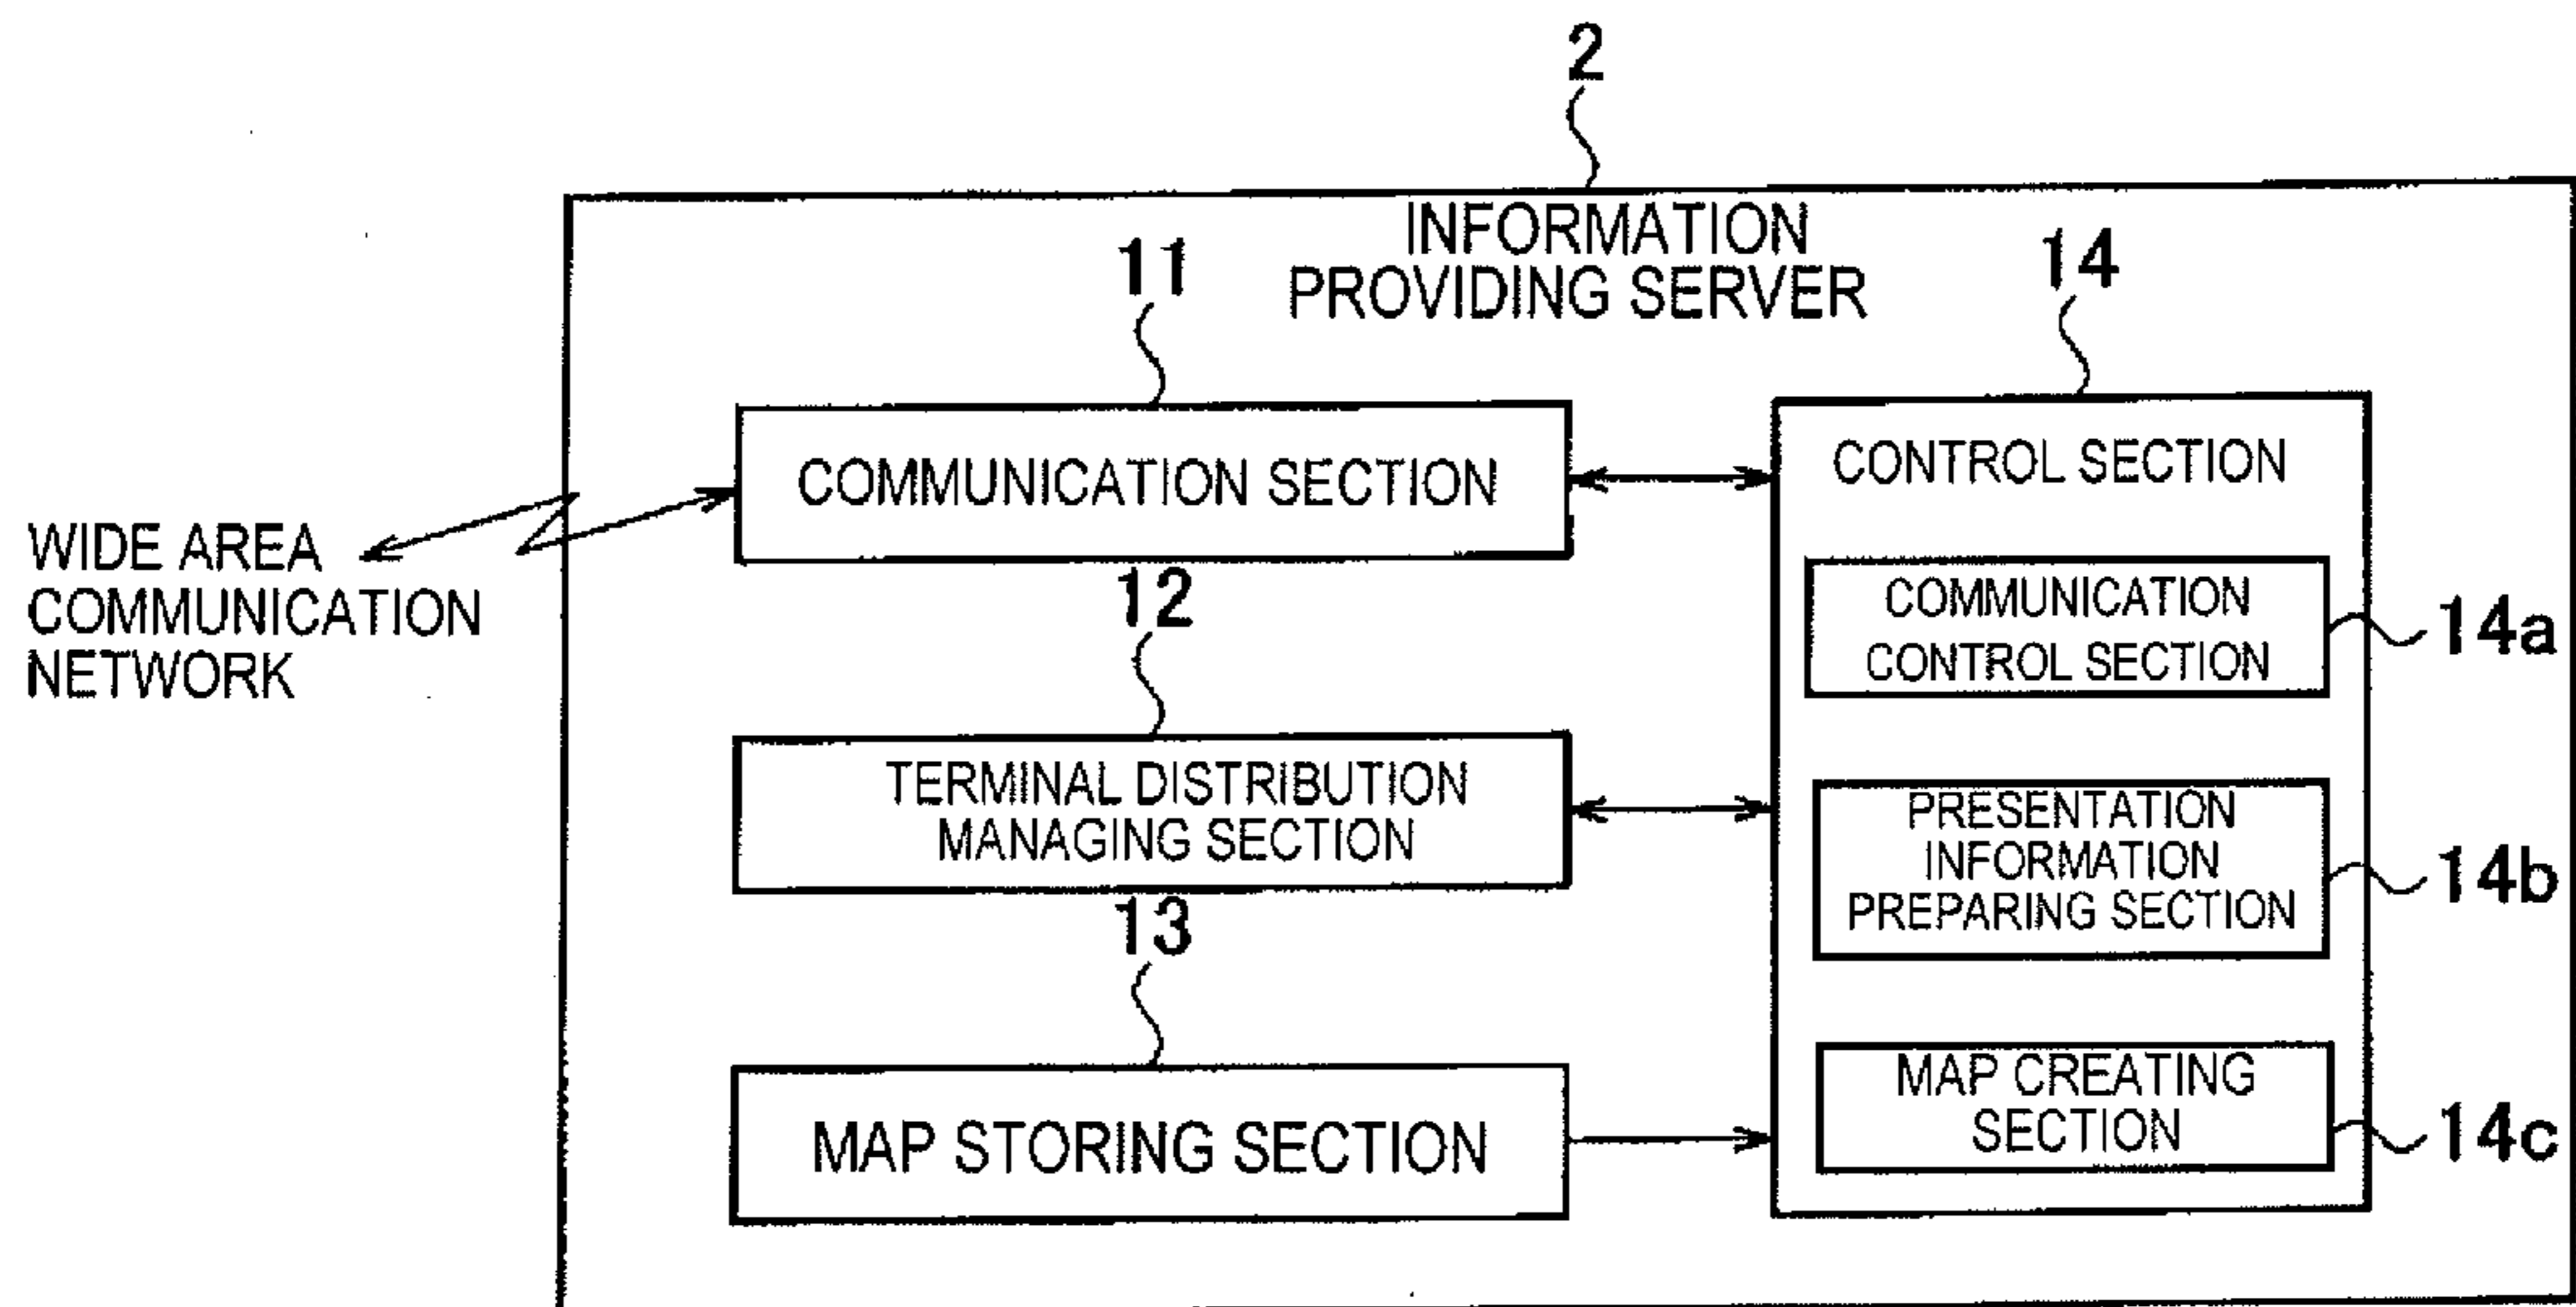 2
INFORMATION
PROVIDING SERVER
11
14
COMMUNICATION SECTION
CONTROL SECTION
WIDE AREA
COMMUNICATION
NETWORK
12
COMMUNICATION
CONTROL SECTION
14a
TERMINAL DISTRIBUTION
MANAGING SECTION
PRESENTATION
INFORMATION
PREPARING SECTION
14b
13
MAP STORING SECTION
MAP CREATING
SECTION
14c